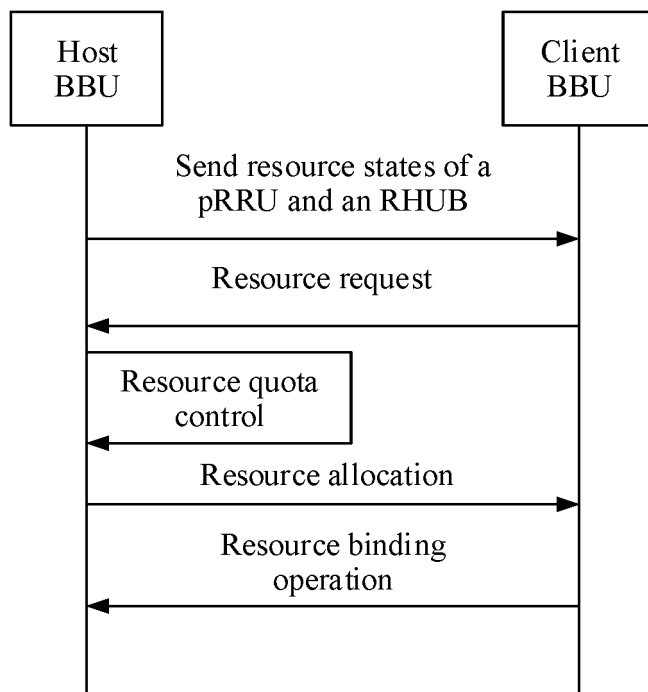 Host
BBU
Client
BBU
Send resource states of a
pRRU and an RHUB
Resource request
Resource quota
control
Resource allocation
Resource binding
operation